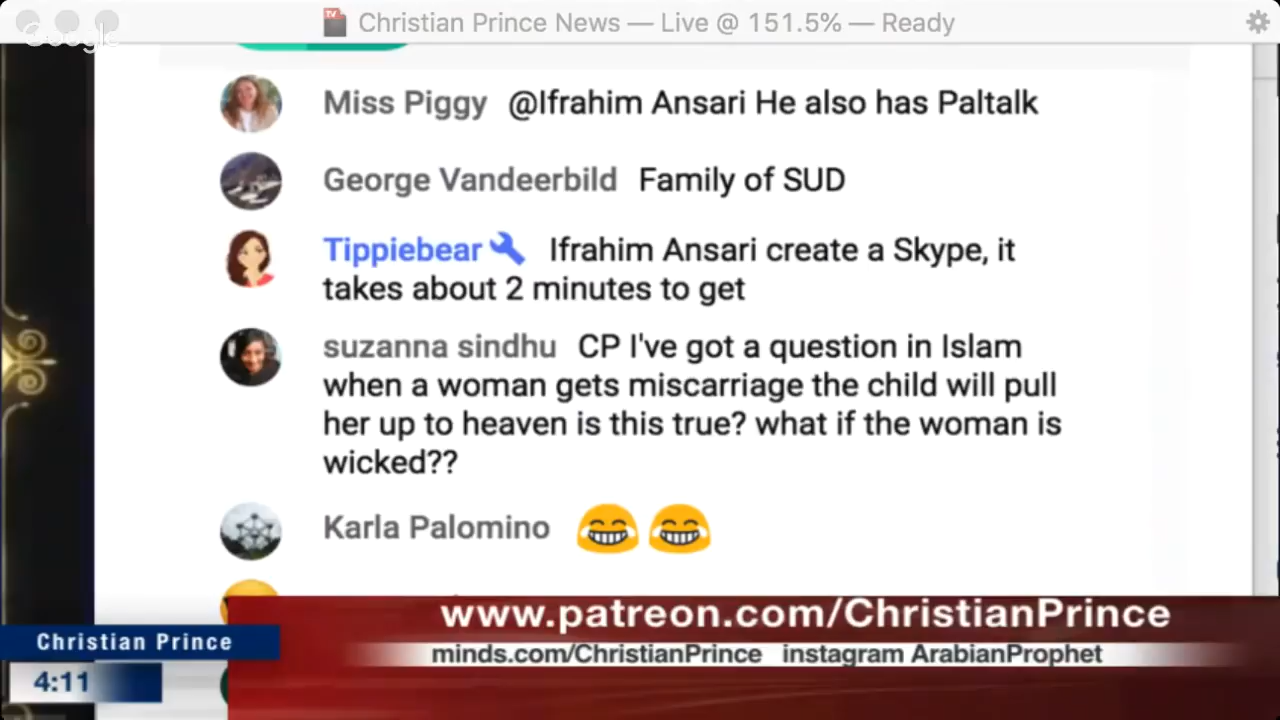 Christian Prince News — Live @ 151.5% — Ready
Google
Miss Piggy @Ifrahim Ansari He also has Paltalk
George Vandeerbild Family of SUD
Tippiebear Ifrahim Ansari create a Skype, it
takes about 2 minutes to get
suzanna sindhu CP I've got a question in Islam
when a woman gets miscarriage the child will pull
her up to heaven is this true? what if the woman is
wicked??
Karla Palomino 😂😂
www.patreon.com/ChristianPrince
Christian Prince
minds.com/ChristianPrince instagram ArabianProphet
4:11